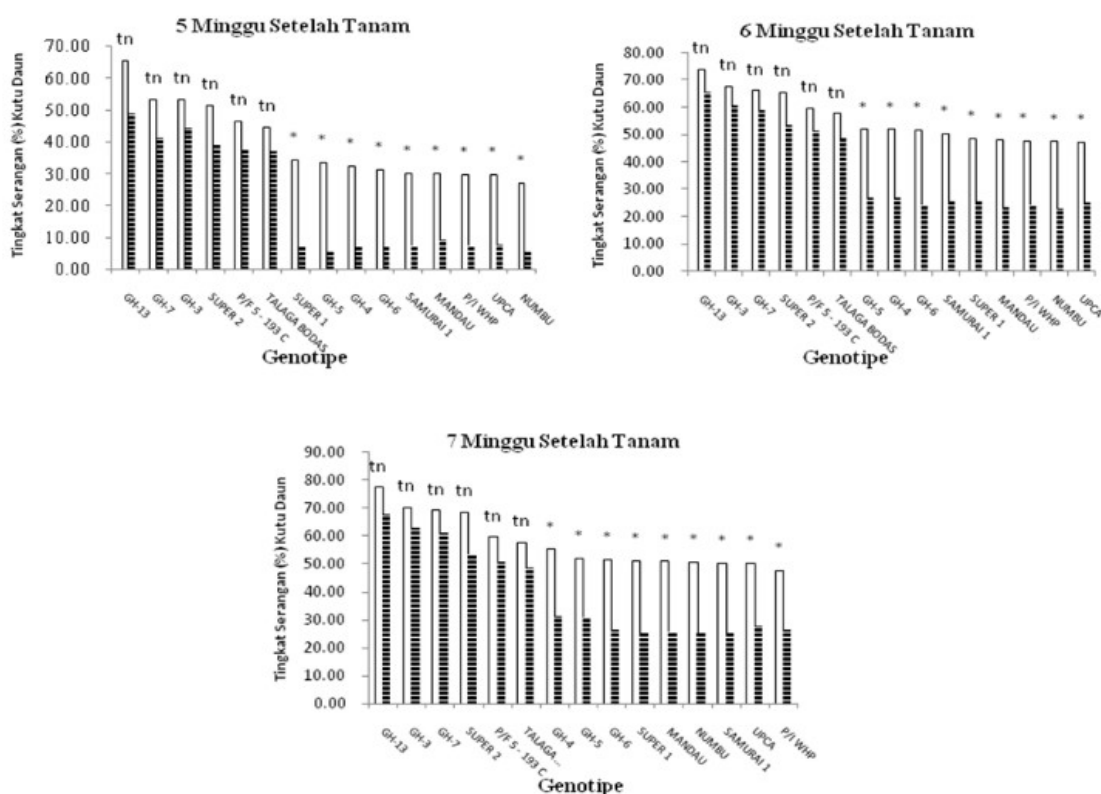 5 Minggu Setelah Tanam
Tingkat Serangan (%) Kutu Daun
70.00
60.00
50.00
40.00
30.00
20.00
10.00
0.00
tn tn tn tn tn tn * * * * * * * * *
GH-13
GH-7
GH-3
SUPER 2
P/F 5 - 193 C
TALAGA BODAS
SUPER 1
GH-5
GH-4
GH-6
SAMURAI 1
MANDAU
P/I WHP
UPCA
NUMBU
Genotipe
6 Minggu Setelah Tanam
Tingkat Serangan (%) Kutu Daun
80.00
70.00
60.00
50.00
40.00
30.00
20.00
10.00
0.00
tn tn tn tn tn tn * * * * * * * * *
GH-13
GH-3
GH-7
SUPER 2
P/F 5 - 193 C
TALAGA BODAS
GH-5
GH-4
GH-6
SAMURAI 1
SUPER 1
MANDAU
P/I WHP
NUMBU
UPCA
Genotipe
7 Minggu Setelah Tanam
Tingkat Serangan (%) Kutu Daun
90.00
80.00
70.00
60.00
50.00
40.00
30.00
20.00
10.00
0.00
tn tn tn tn tn tn * * * * * * * * *
GH-13
GH-3
GH-7
SUPER 2
P/F 5 - 193 C
TALAGA...
GH-4
GH-5
GH-6
SUPER 1
MANDAU
NUMBU
SAMURAI 1
UPCA
P/I WHP
Genotipe